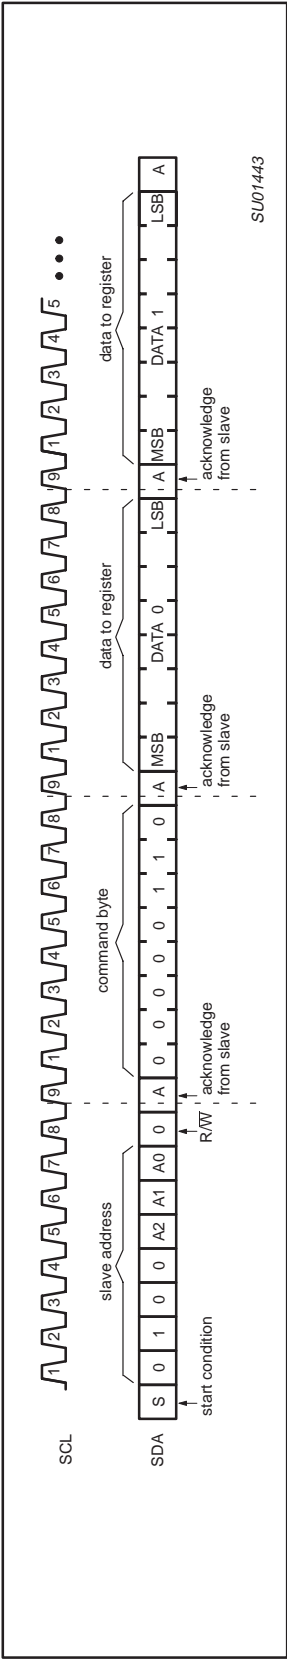 SCL 1 2 3 4 5 6 7 8 9 1 2 3 4 5 6 7 8 9 1 2 3 4 5 6 7 8 9 1 2 3 4 5 •••
slave address command byte data to register data to register
SDA S 0 1 0 0 A2 A1 A0 0 A 0 0 0 0 0 1 1 0 A MSB DATA 0 LSB A MSB DATA 1 LSB A
start condition R/W̅ acknowledge acknowledge acknowledge
from slave from slave from slave
SU01443